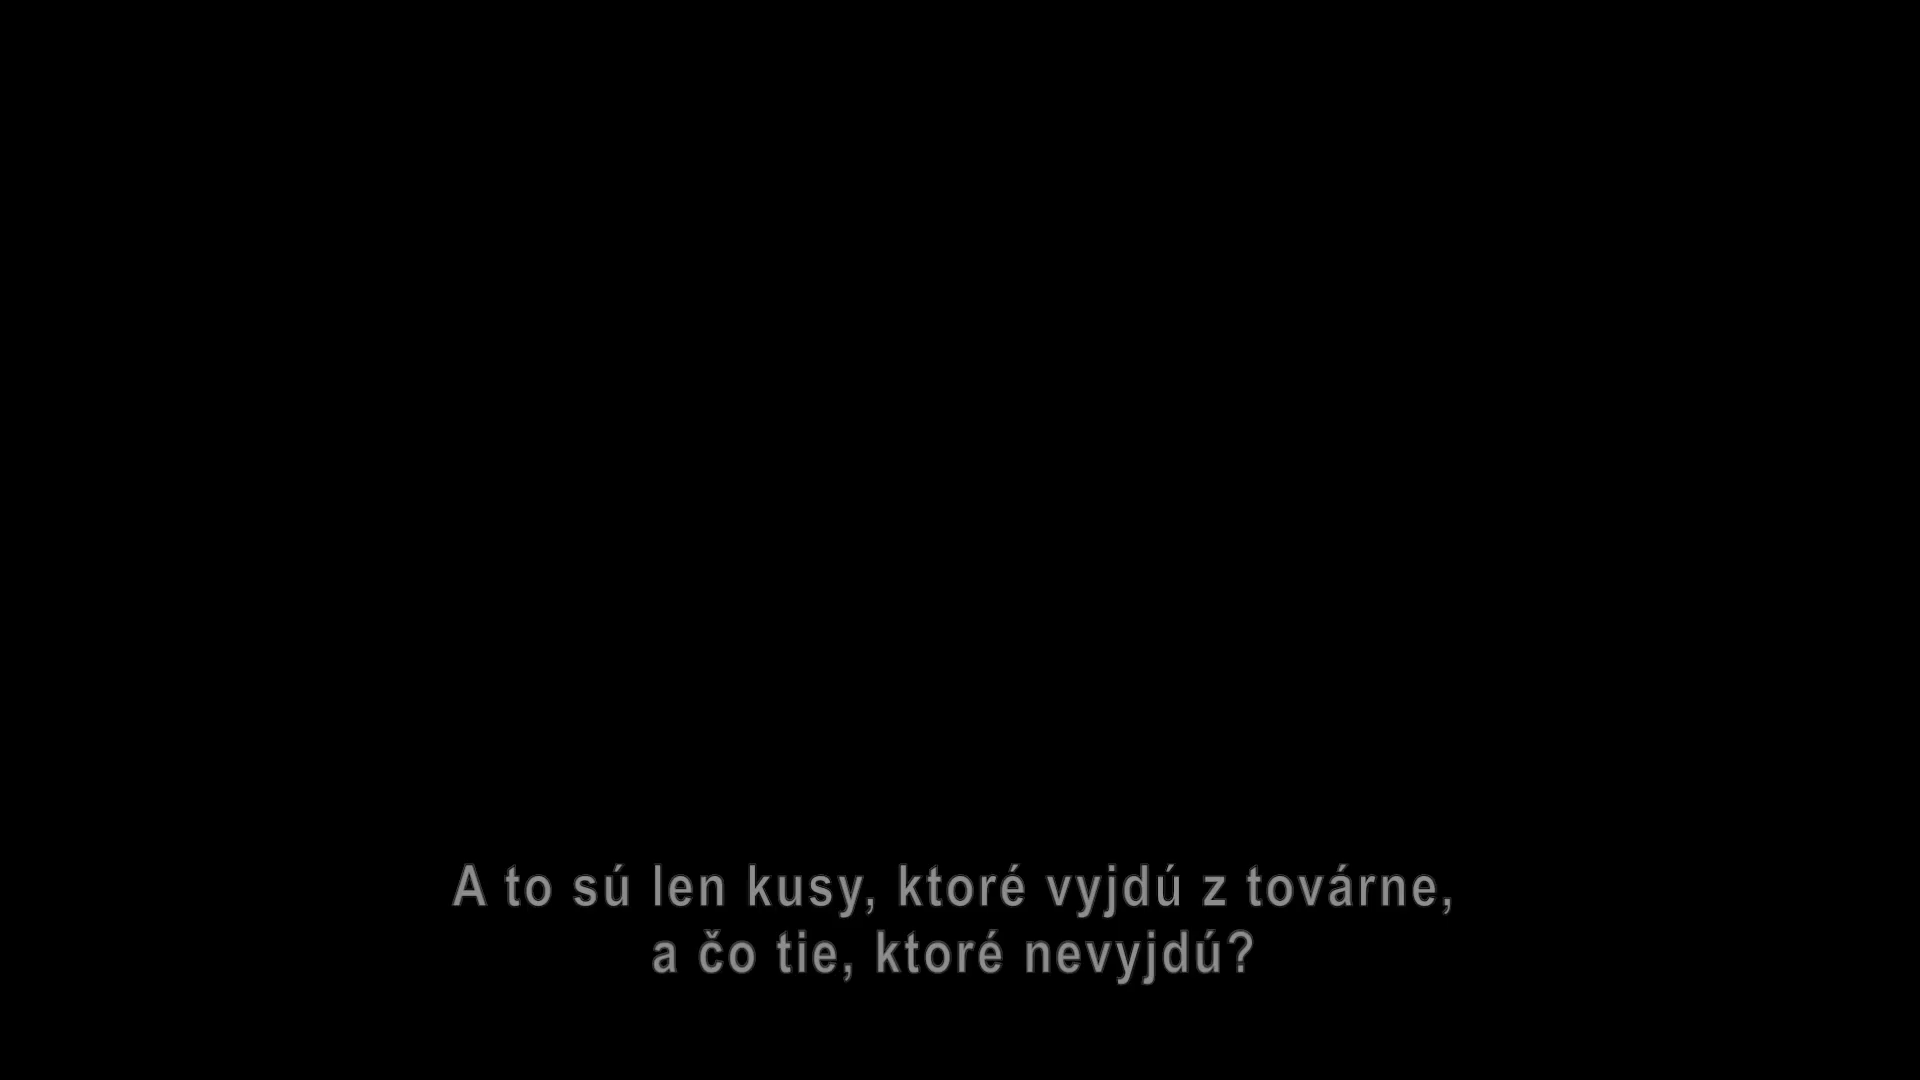 A to sú len kusy, ktoré vyjdú z továrne,
a čo tie, ktoré nevyjdú?